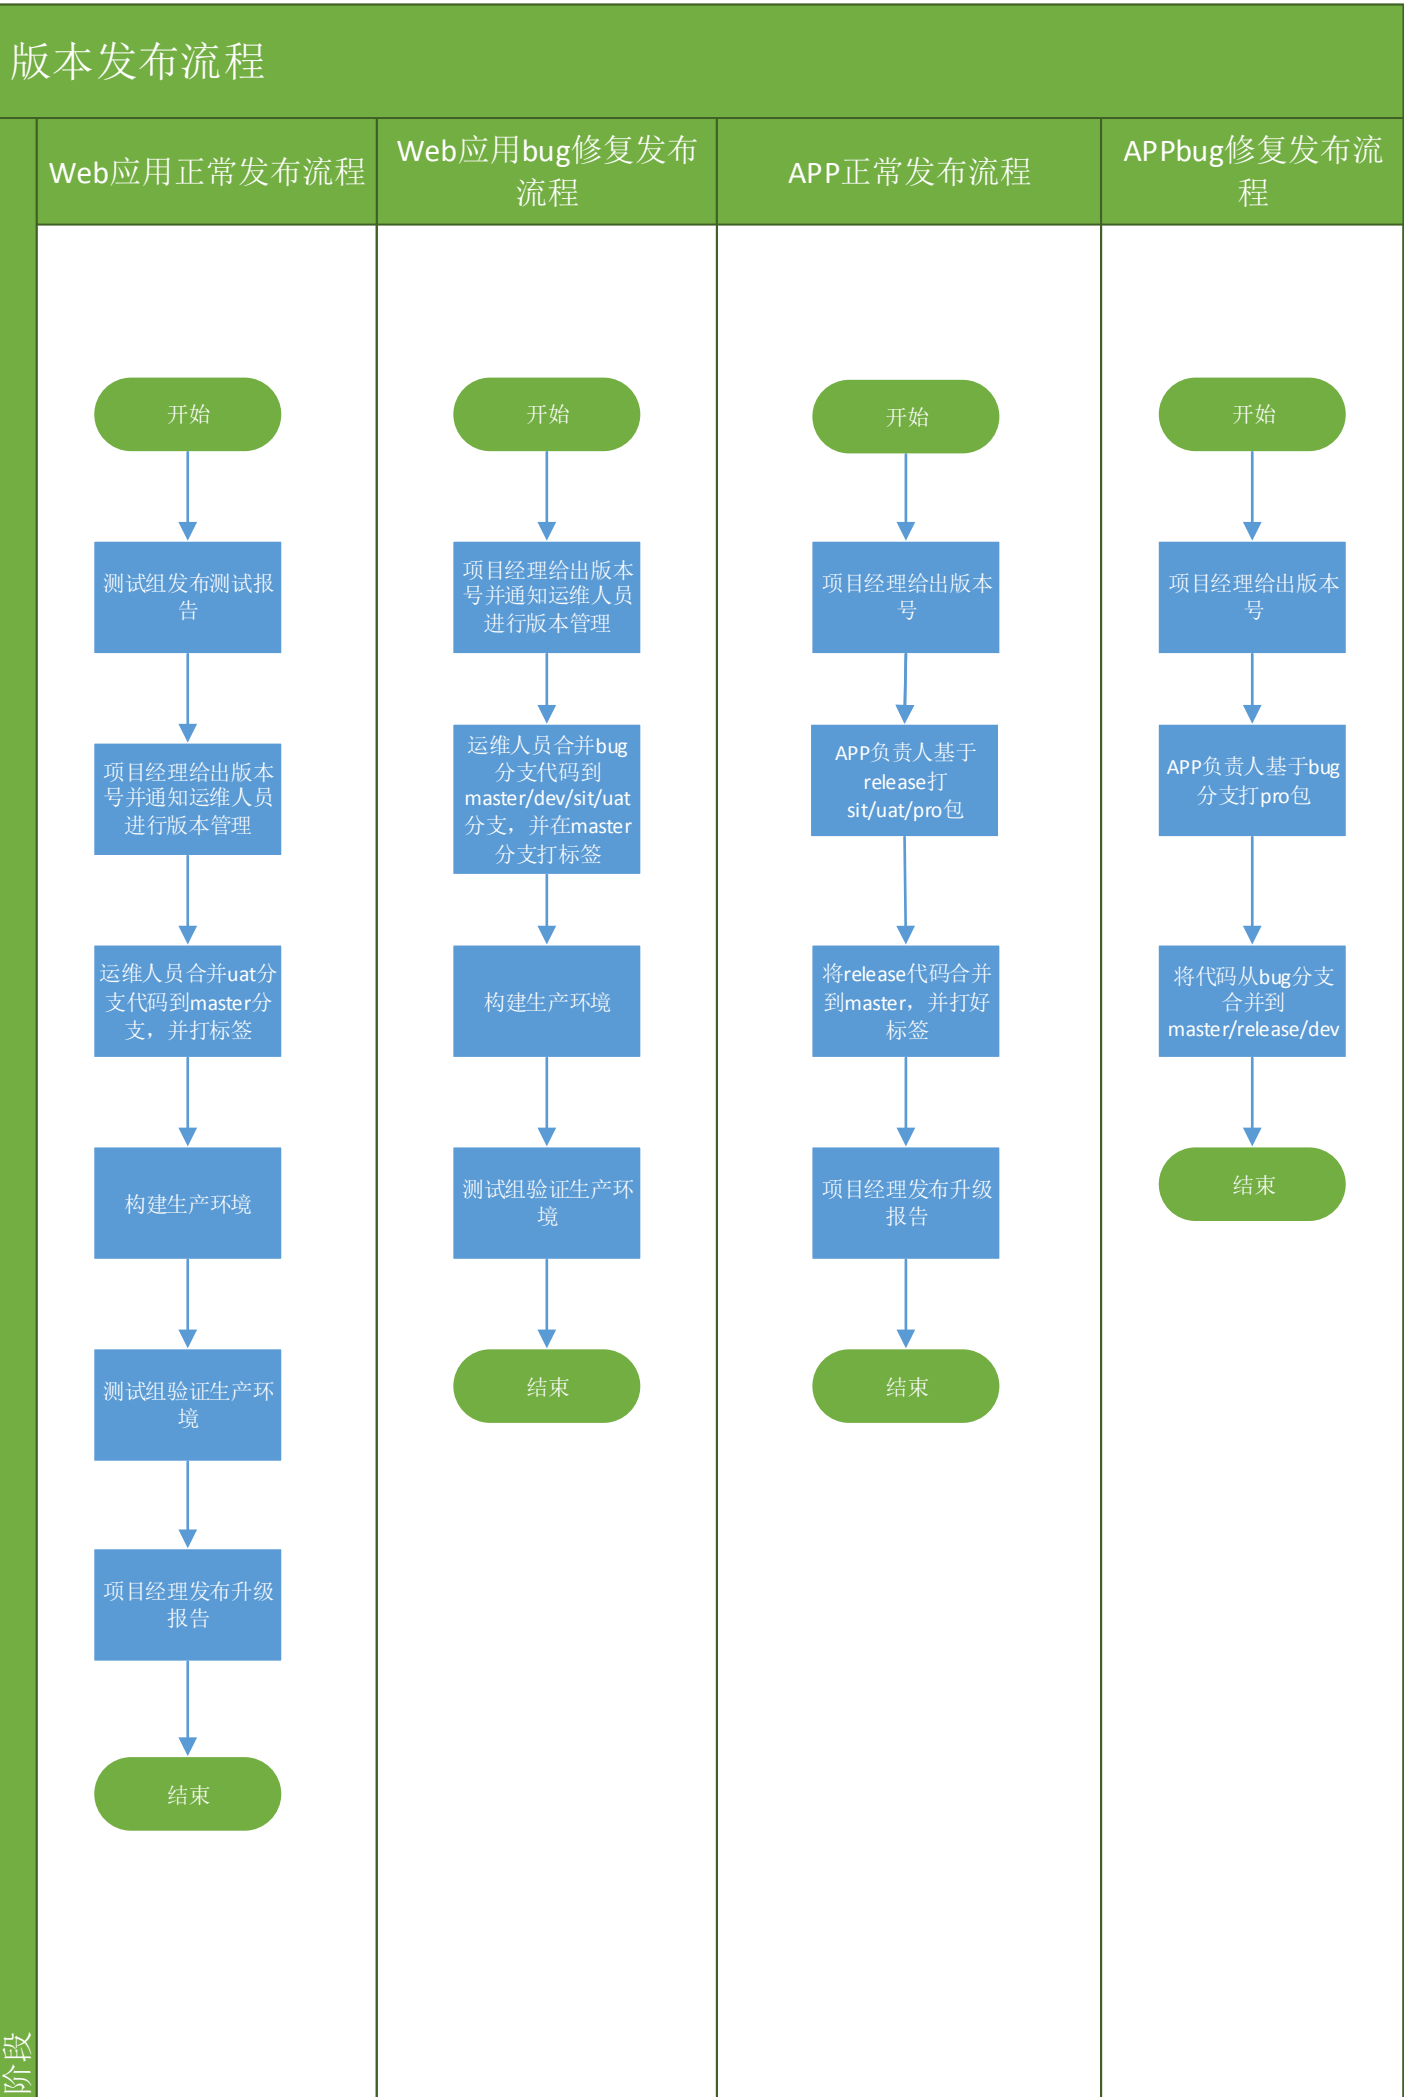 版本发布流程
Web应用正常发布流程
Web应用bug修复发布
流程
APP正常发布流程
APPbug修复发布流
程
开始
测试组发布测试报
告
项目经理给出版本
号并通知运维人员
进行版本管理
运维人员合并uat分
支代码到master分
支，并打标签
构建生产环境
测试组验证生产环
境
项目经理发布升级
报告
结束
开始
项目经理给出版本
号并通知运维人员
进行版本管理
运维人员合并bug
分支代码到
master/dev/sit/uat
分支，并在master
分支打标签
构建生产环境
测试组验证生产环
境
结束
开始
项目经理给出版本
号
APP负责人基于
release打
sit/uat/pro包
将release代码合并
到master，并打好
标签
项目经理发布升级
报告
结束
开始
项目经理给出版本
号
APP负责人基于bug
分支打pro包
将代码从bug分支
合并到
master/release/dev
结束
阶段